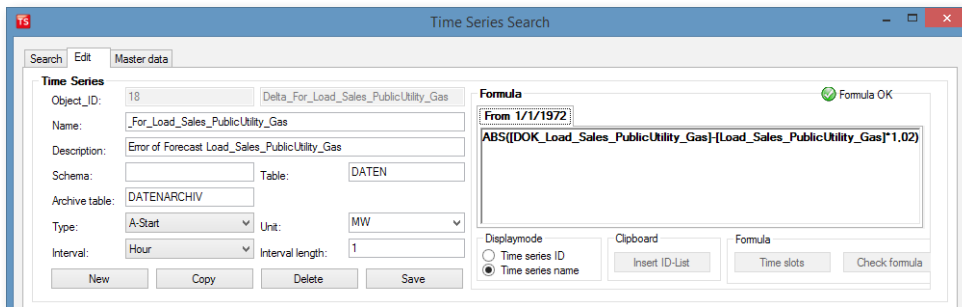 TS
Time Series Search
Search Edit Master data
Time Series
Object_ID: 18 Delta_For_Load_Sales_PublicUtility_Gas
Name: _For_Load_Sales_PublicUtility_Gas
Description: Error of Forecast Load_Sales_PublicUtility_Gas
Schema: Table: DATEN
Archive table: DATENARCHIV
Type: A-Start Unit: MW
Interval: Hour Interval length: 1
New Copy Delete Save
Formula Formula OK
From 1/1/1972
ABS([DOK_Load_Sales_PublicUtility_Gas]-[Load_Sales_PublicUtility_Gas]*1,02)
Displaymode Clipboard Formula
Time series ID
Time series name
Insert ID-List Time slots Check formula